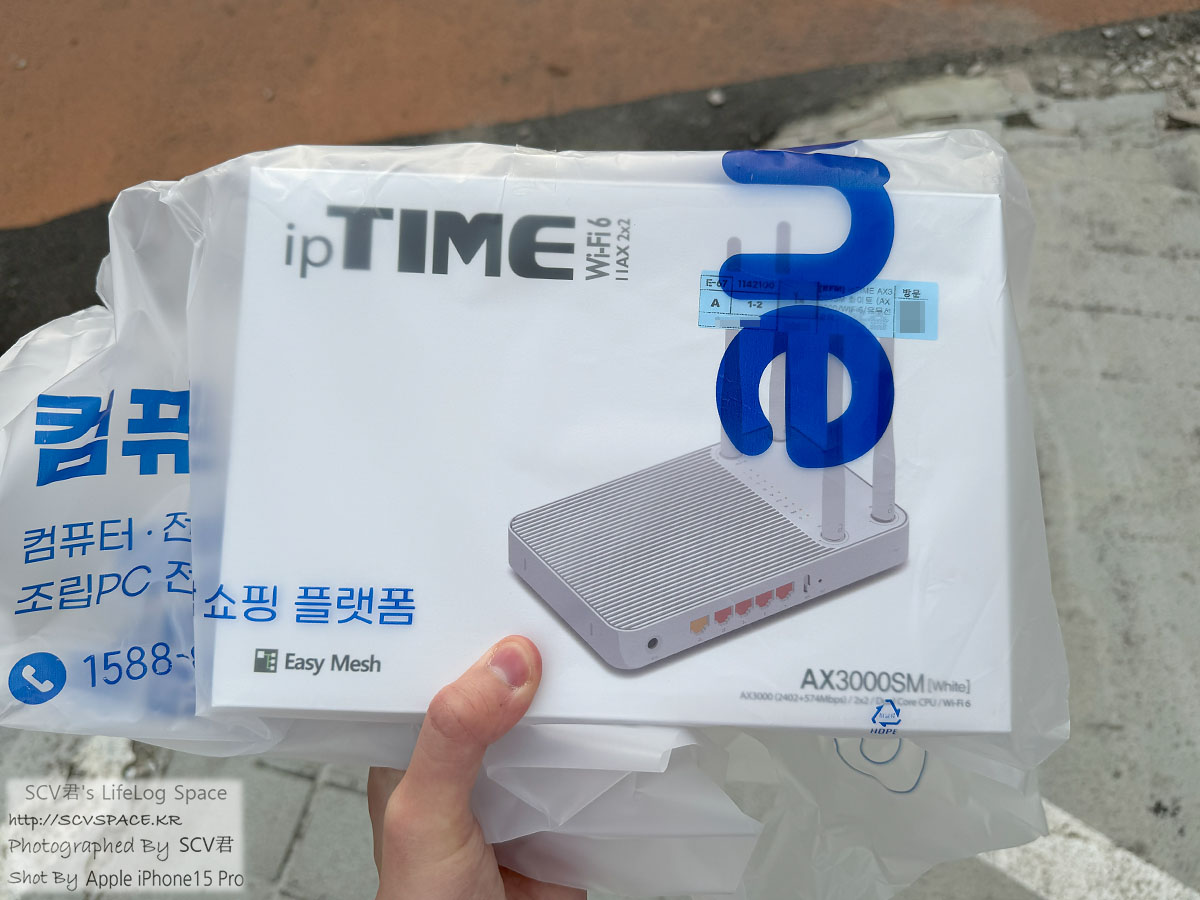 ipTIME
Wi-Fi 6
11AX 2x2
E-67 1142100
A 1-2
방문
컴퓨
컴퓨터 · 전
조립PC 전
쇼핑 플랫폼
1588-
Easy Mesh
AX3000SM [White]
AX3000 (2402+574Mbps) / 2x2 / Dual Core CPU / Wi-Fi 6
HDPE
SCV君's LifeLog Space
http://SCVSPACE.KR
Photographed By SCV君
Shot By Apple iPhone15 Pro